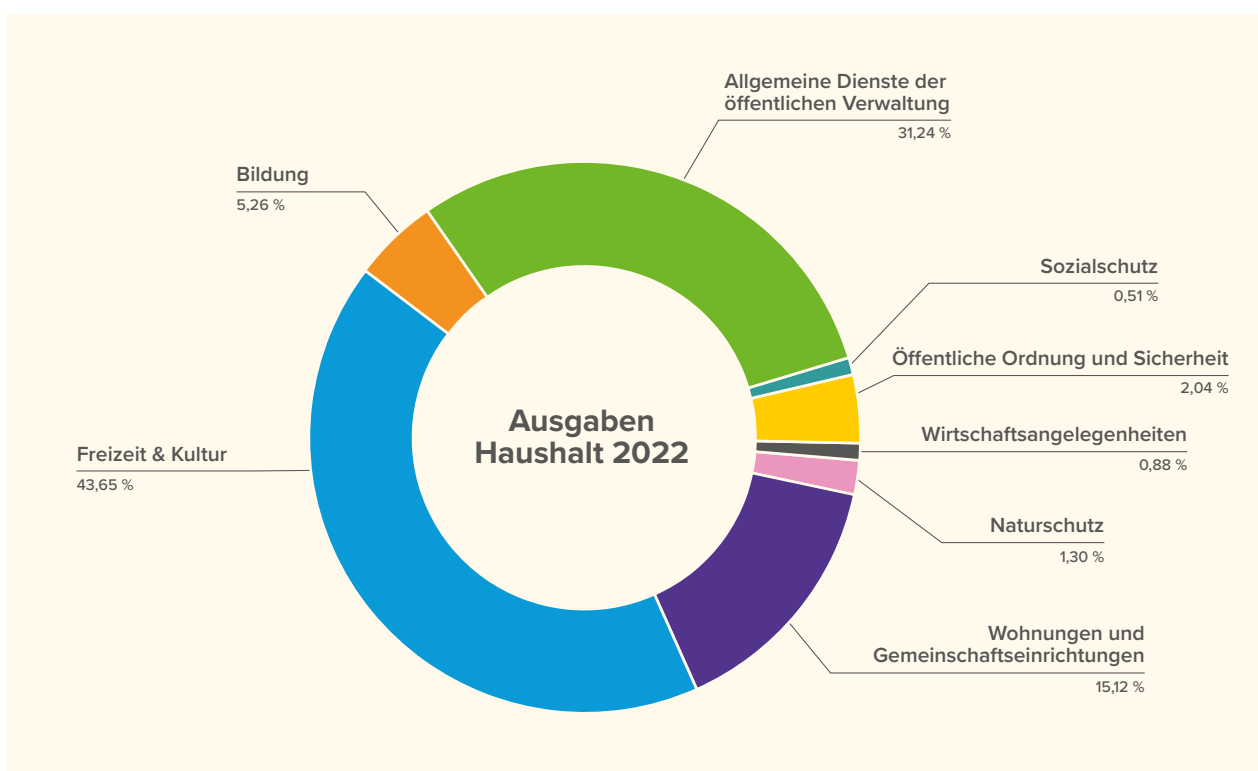 Allgemeine Dienste der
öffentlichen Verwaltung
31,24 %
Bildung
5,26 %
Sozialschutz
0,51 %
Öffentliche Ordnung und Sicherheit
2,04 %
Ausgaben
Haushalt 2022
Wirtschaftsangelegenheiten
0,88 %
Freizeit & Kultur
43,65 %
Naturschutz
1,30 %
Wohnungen und
Gemeinschaftseinrichtungen
15,12 %